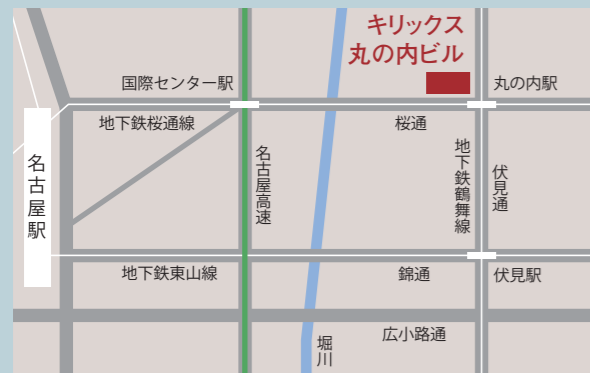 キリックス
丸の内ビル
国際センター駅
丸の内駅
地下鉄桜通線
桜通
名古屋駅
名古屋高速
地下鉄鶴舞線
伏見通
地下鉄東山線
錦通
伏見駅
広小路通
堀川